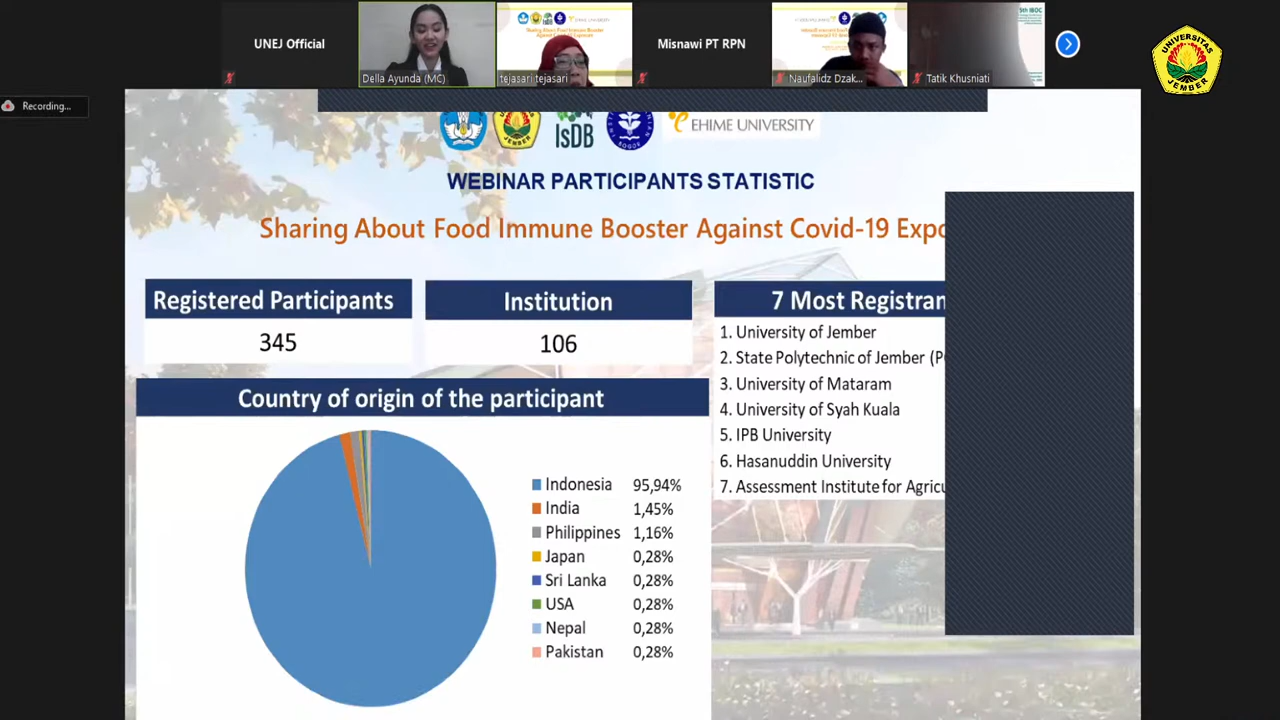 UNEJ Official
Della Ayunda (MC)
tejasari tejasari
Misnawi PT RPN
Naufalidz Dzak...
Tatik Khusniati
UNIVERSITAS
JEMBER
Recording...
IsDB
BOGOR
EHIME UNIVERSITY
WEBINAR PARTICIPANTS STATISTIC
Sharing About Food Immune Booster Against Covid-19 Expo
Registered Participants
345
Institution
106
7 Most Registran
1. University of Jember
2. State Polytechnic of Jember (P
3. University of Mataram
4. University of Syah Kuala
5. IPB University
6. Hasanuddin University
7. Assessment Institute for Agricu
Country of origin of the participant
Indonesia 95,94%
India 1,45%
Philippines 1,16%
Japan 0,28%
Sri Lanka 0,28%
USA 0,28%
Nepal 0,28%
Pakistan 0,28%